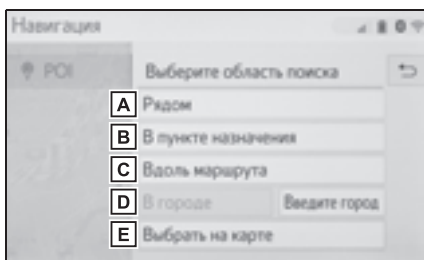 Навигация
POI
Выберите область поиска
A Рядом
B В пункте назначения
C Вдоль маршрута
D В городе Введите город
E Выбрать на карте